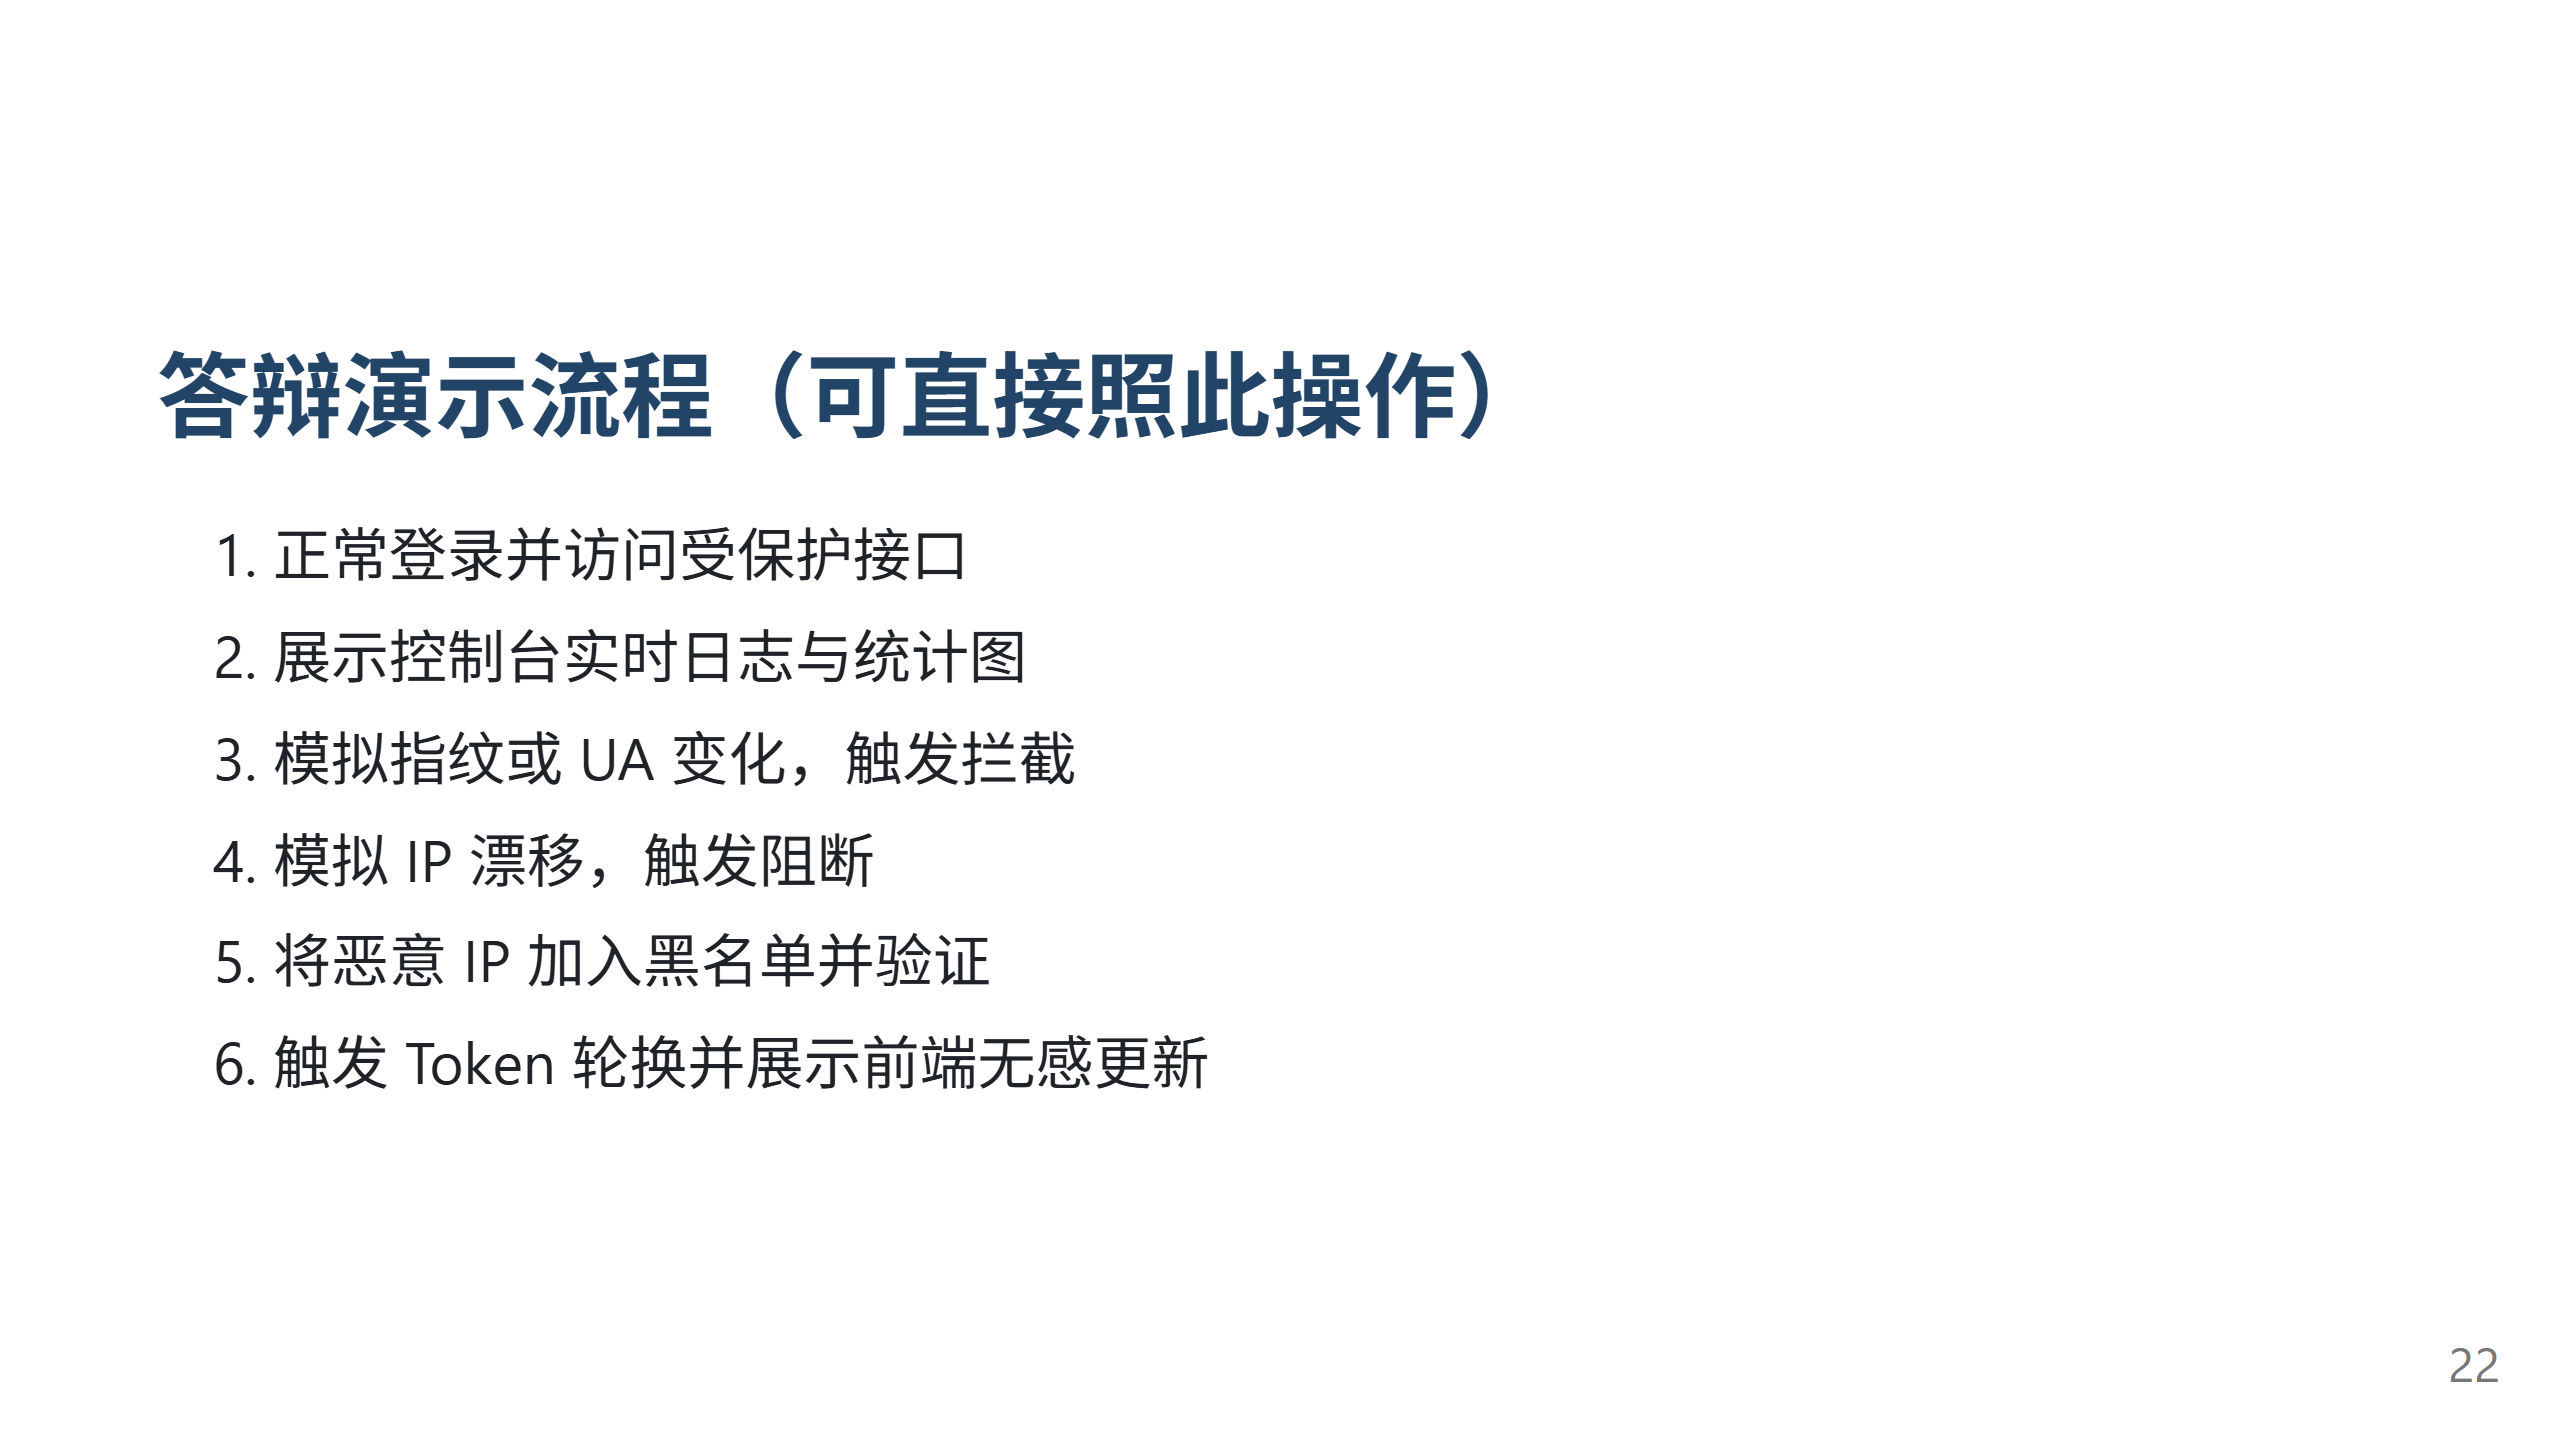 答辩演示流程（可直接照此操作）
1. 正常登录并访问受保护接口
2. 展示控制台实时日志与统计图
3. 模拟指纹或 UA 变化，触发拦截
4. 模拟 IP 漂移，触发阻断
5. 将恶意 IP 加入黑名单并验证
6. 触发 Token 轮换并展示前端无感更新
22